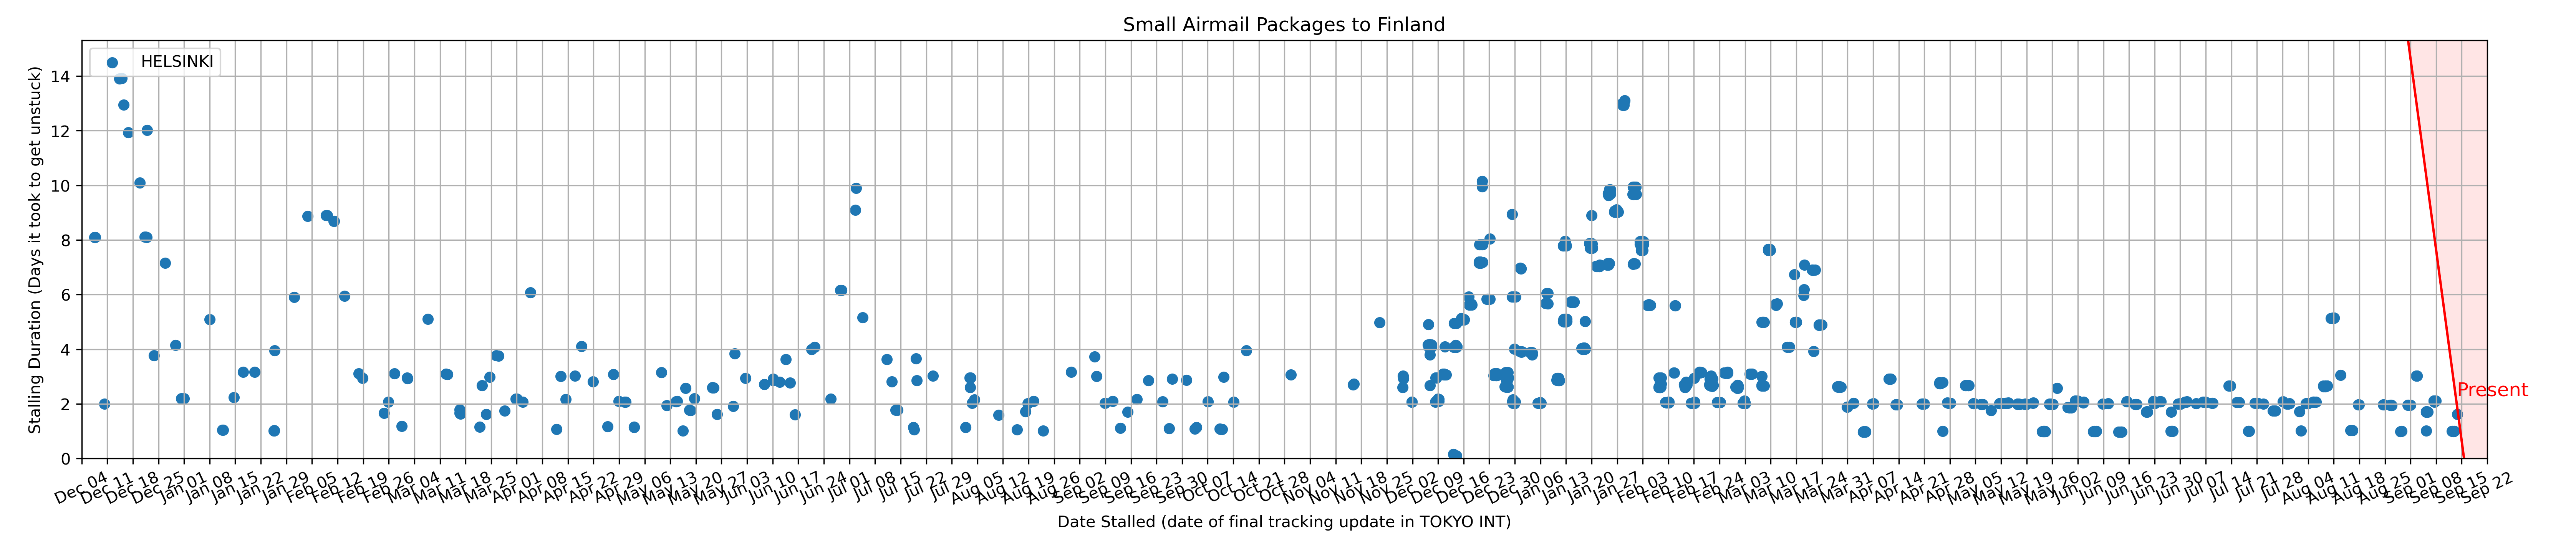 Small Airmail Packages to Finland
HELSINKI
Stalling Duration (Days it took to get unstuck)
14
12
10
8
6
4
2
0
Present
Dec 04
Dec 11
Dec 18
Dec 25
Jan 01
Jan 08
Jan 15
Jan 22
Jan 29
Feb 05
Feb 12
Feb 19
Feb 26
Mar 04
Mar 11
Mar 18
Mar 25
Apr 01
Apr 08
Apr 15
Apr 22
Apr 29
May 06
May 13
May 20
May 27
Jun 03
Jun 10
Jun 17
Jun 24
Jul 01
Jul 08
Jul 15
Jul 22
Jul 29
Aug 05
Aug 12
Aug 19
Aug 26
Sep 02
Sep 09
Sep 16
Sep 23
Sep 30
Oct 07
Oct 14
Oct 21
Oct 28
Nov 04
Nov 11
Nov 18
Nov 25
Dec 02
Dec 09
Dec 16
Dec 23
Dec 30
Jan 06
Jan 13
Jan 20
Jan 27
Feb 03
Feb 10
Feb 17
Feb 24
Mar 03
Mar 10
Mar 17
Mar 24
Mar 31
Apr 07
Apr 14
Apr 21
Apr 28
May 05
May 12
May 19
May 26
Jun 02
Jun 09
Jun 16
Jun 23
Jun 30
Jul 07
Jul 14
Jul 21
Jul 28
Aug 04
Aug 11
Aug 18
Aug 25
Sep 01
Sep 08
Sep 15
Sep 22
Date Stalled (date of final tracking update in TOKYO INT)